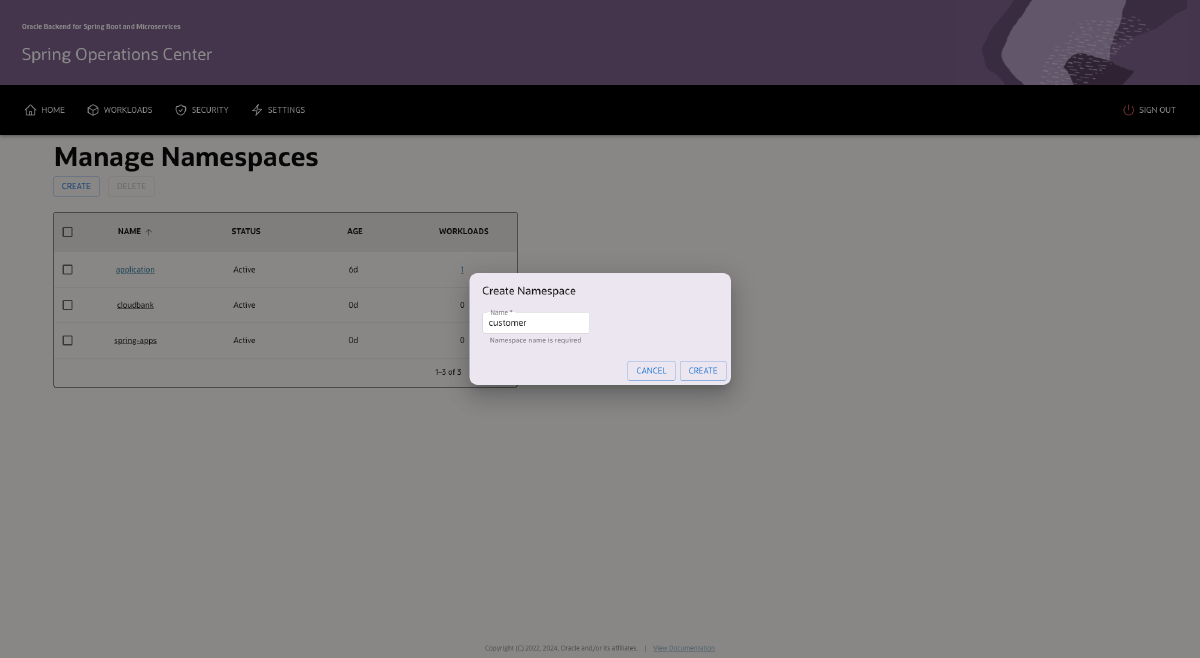 Oracle Backend for Spring Boot and Microservices
Spring Operations Center
HOME WORKLOADS SECURITY SETTINGS SIGN OUT
Manage Namespaces
CREATE DELETE
NAME STATUS AGE WORKLOADS
application Active 6d 1
cloudbank Active 0d 0
spring-apps Active 0d 0
1–3 of 3
Create Namespace
Name *
customer
Namespace name is required
CANCEL CREATE
Copyright (C) 2022, 2024, Oracle and/or its affiliates | View Documentation